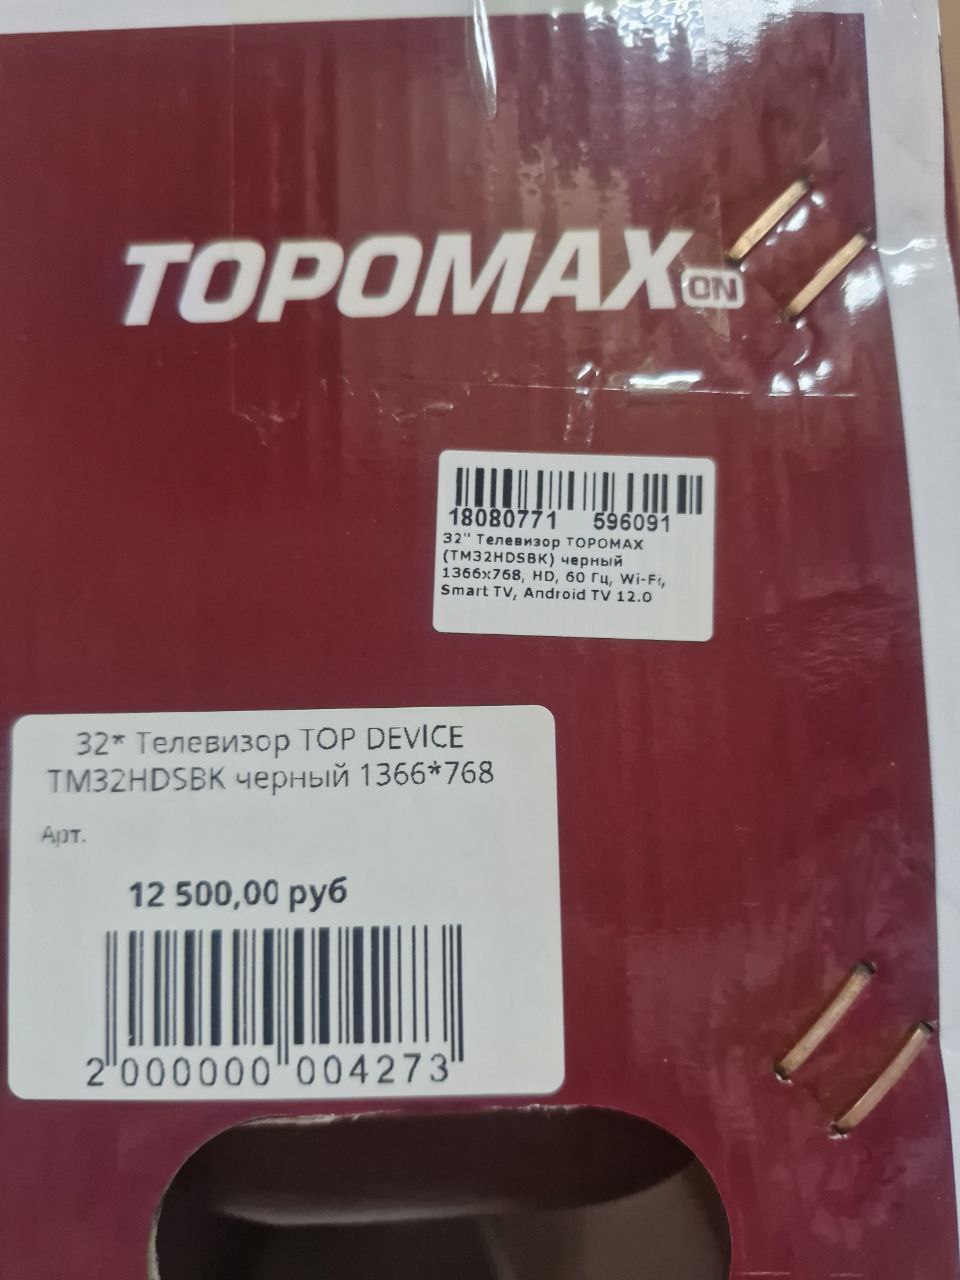 TOPOMAX ON
18080771 596091
32" Телевизор TOPOMAX
(TM32HDSBK) черный
1366x768, HD, 60 Гц, Wi-Fi,
Smart TV, Android TV 12.0
32* Телевизор TOP DEVICE
TM32HDSBK черный 1366*768
Арт.
12 500,00 руб
2 000000 004273